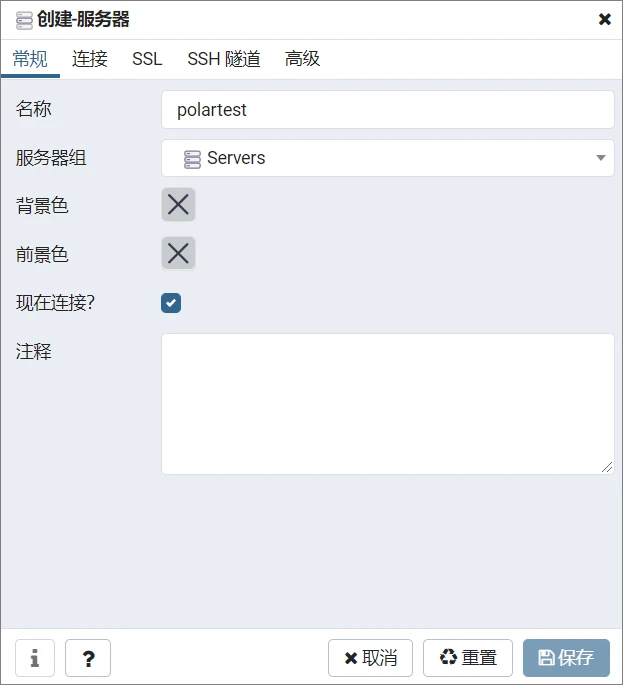 创建-服务器
常规 连接 SSL SSH 隧道 高级
名称 polartest
服务器组 Servers
背景色
前景色
现在连接?
注释
i ? 取消 重置 保存